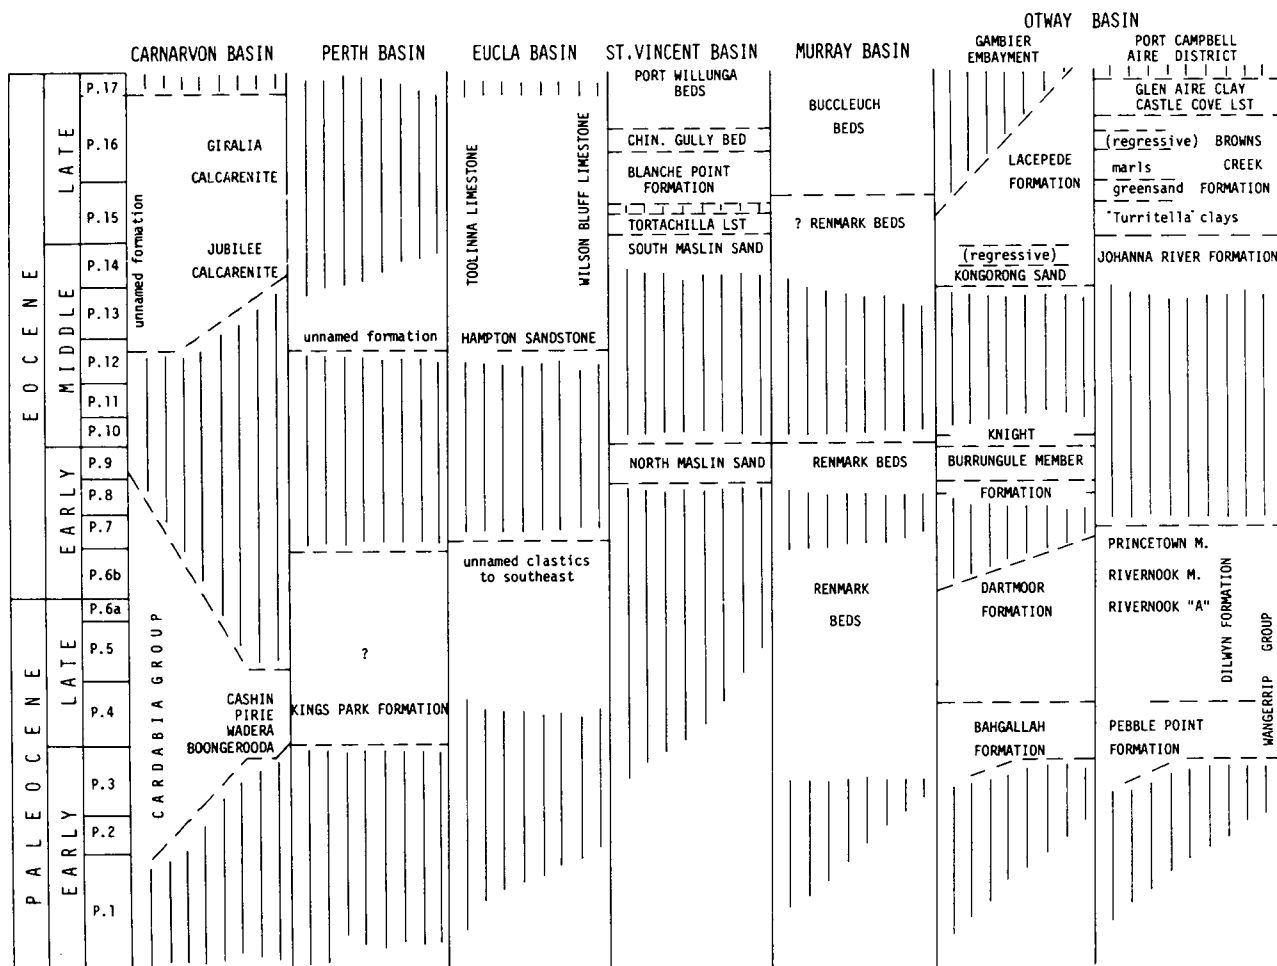 OTWAY BASIN
CARNARVON BASIN
PERTH BASIN
EUCLA BASIN
ST.VINCENT BASIN
MURRAY BASIN
GAMBIER
EMBAYMENT
PORT CAMPBELL
AIRE DISTRICT
EOCENE
LATE
MIDDLE
EARLY
PALEOCENE
LATE
EARLY
P.17
P.16
P.15
P.14
P.13
P.12
P.11
P.10
P.9
P.8
P.7
P.6b
P.6a
P.5
P.4
P.3
P.2
P.1
unnamed formation
GIRALIA
CALCARENITE
JUBILEE
CALCARENITE
CARDABIA GROUP
CASHIN
PIRIE
WADERA
BOONGEROODA
unnamed formation
?
KINGS PARK FORMATION
TOOLINNA LIMESTONE
WILSON BLUFF LIMESTONE
HAMPTON SANDSTONE
unnamed clastics
to southeast
PORT WILLUNGA
BEDS
CHIN. GULLY BED
BLANCHE POINT
FORMATION
TORTACHILLA LST
SOUTH MASLIN SAND
NORTH MASLIN SAND
BUCCLEUCH
BEDS
? RENMARK BEDS
RENMARK BEDS
RENMARK
BEDS
LACEPEDE
FORMATION
(regressive)
KONGORONG SAND
KNIGHT
BURRUNGULE MEMBER
FORMATION
DARTMOOR
FORMATION
BAHGALLAH
FORMATION
GLEN AIRE CLAY
CASTLE COVE LST
(regressive) BROWNS
marls CREEK
greensand FORMATION
"Turritella" clays
JOHANNA RIVER FORMATION
PRINCETOWN M.
RIVERNOOK M.
RIVERNOOK "A"
DILWYN FORMATION
WANGERRIP GROUP
PEBBLE POINT
FORMATION